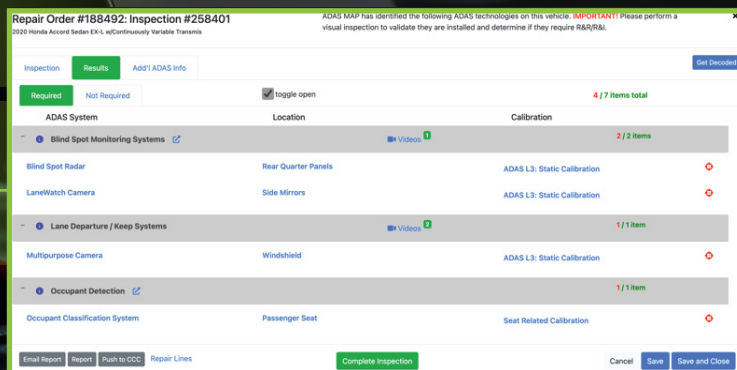 Repair Order #188492: Inspection #258401
2020 Honda Accord Sedan EX-L w/Continuously Variable Transmis
ADAS MAP has identified the following ADAS technologies on this vehicle. IMPORTANT! Please perform a
visual inspection to validate they are installed and determine if they require R&R/R&I.
Inspection Results Add'l ADAS Info
Get Decoded
Required Not Required
toggle open
4 / 7 items total
ADAS System Location Calibration
Blind Spot Monitoring Systems Videos 1 2 / 2 items
Blind Spot Radar Rear Quarter Panels ADAS L3: Static Calibration
LaneWatch Camera Side Mirrors ADAS L3: Static Calibration
Lane Departure / Keep Systems Videos 2 1 / 1 item
Multipurpose Camera Windshield ADAS L3: Static Calibration
Occupant Detection 1 / 1 item
Occupant Classification System Passenger Seat Seat Related Calibration
Email Report Report Push to CCC Repair Lines Complete Inspection Cancel Save Save and Close